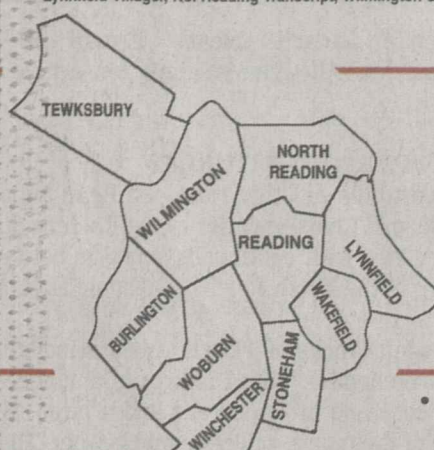 TEWKSBURY
NORTH
READING
WILMINGTON
READING
LYNNFIELD
BURLINGTON
WAKEFIELD
WOBURN
STONEHAM
WINCHESTER